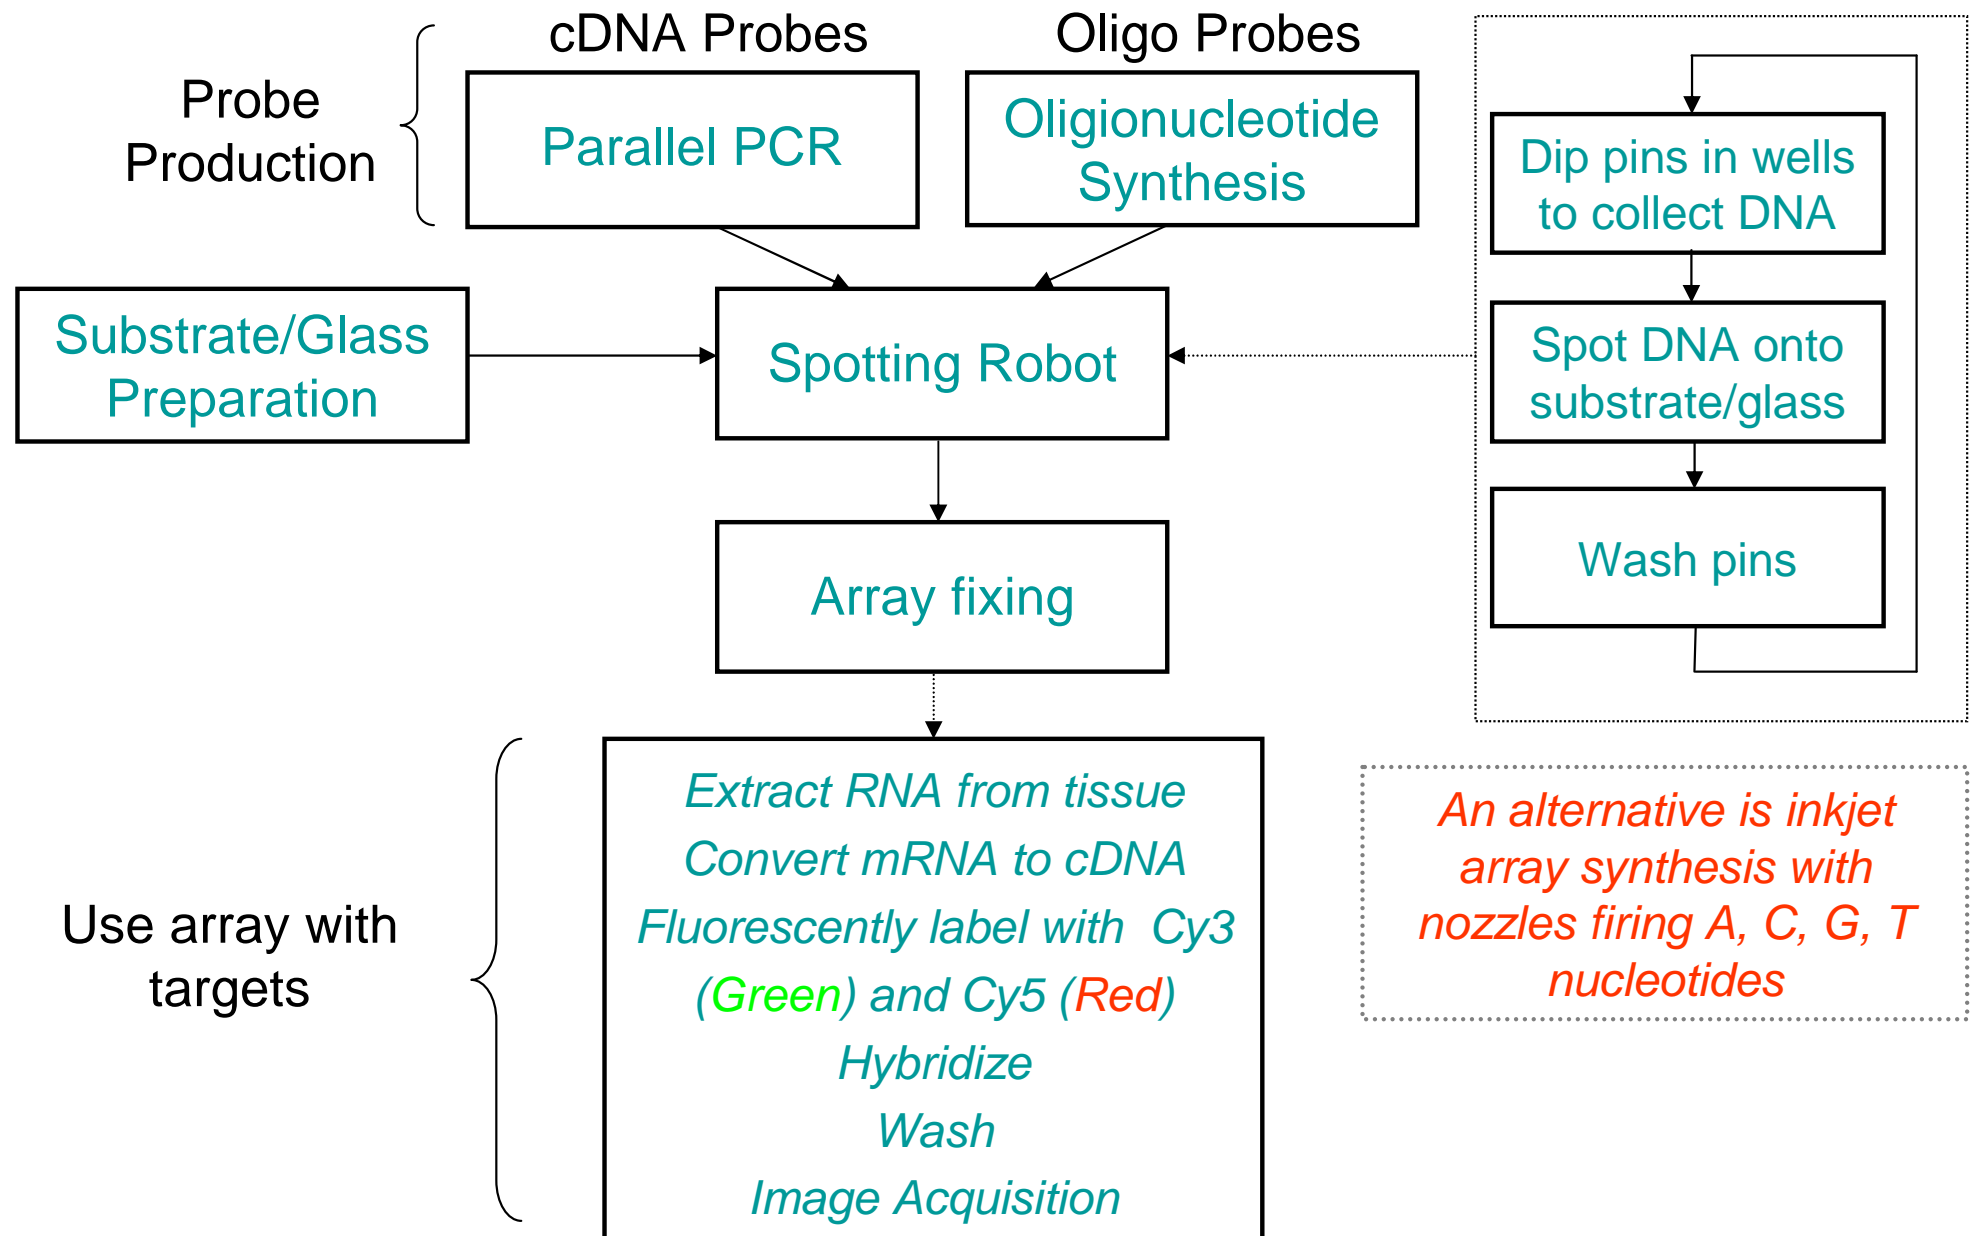 cDNA Probes
Oligo Probes
Probe
Production
Parallel PCR
Oligionucleotide
Synthesis
Dip pins in wells
to collect DNA
Substrate/Glass
Preparation
Spotting Robot
Spot DNA onto
substrate/glass
Wash pins
Array fixing
Use array with
targets
Extract RNA from tissue
Convert mRNA to cDNA
Fluorescently label with Cy3
(Green) and Cy5 (Red)
Hybridize
Wash
Image Acquisition
An alternative is inkjet
array synthesis with
nozzles firing A, C, G, T
nucleotides